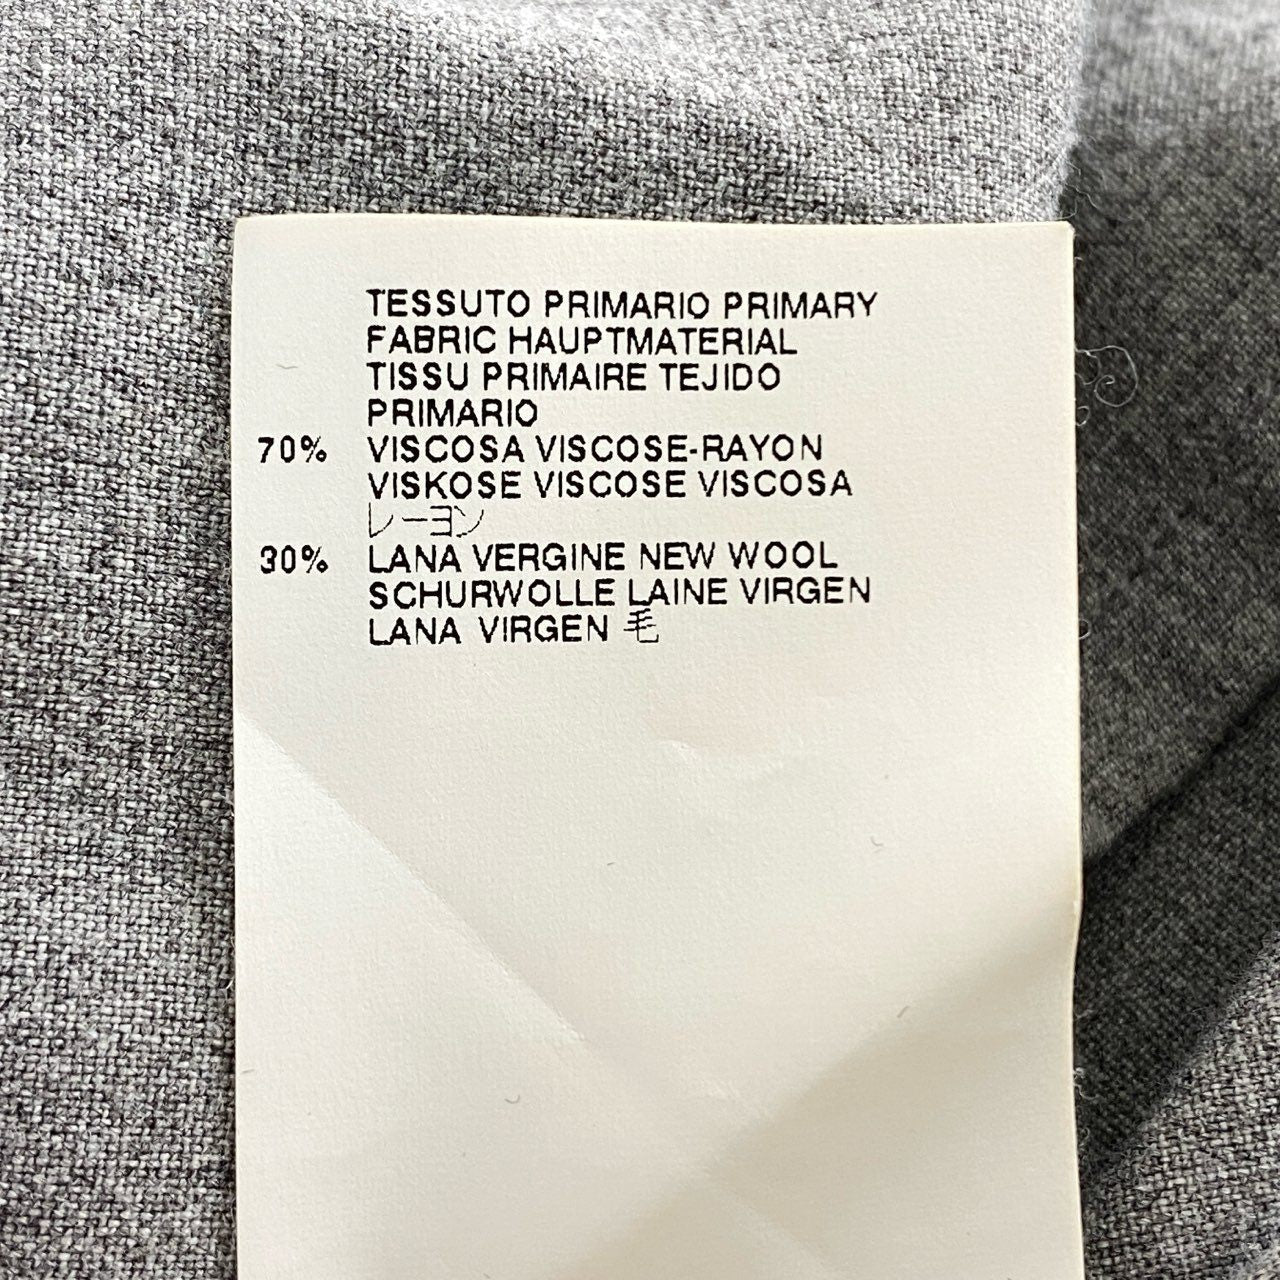 TESSUTO PRIMARIO PRIMARY
FABRIC HAUPTMATERIAL
TISSU PRIMAIRE TEJIDO
PRIMARIO
70% VISCOSA VISCOSE-RAYON
VISKOSE VISCOSE VISCOSA
レーヨン
30% LANA VERGINE NEW WOOL
SCHURWOLLE LAINE VIRGEN
LANA VIRGEN 毛